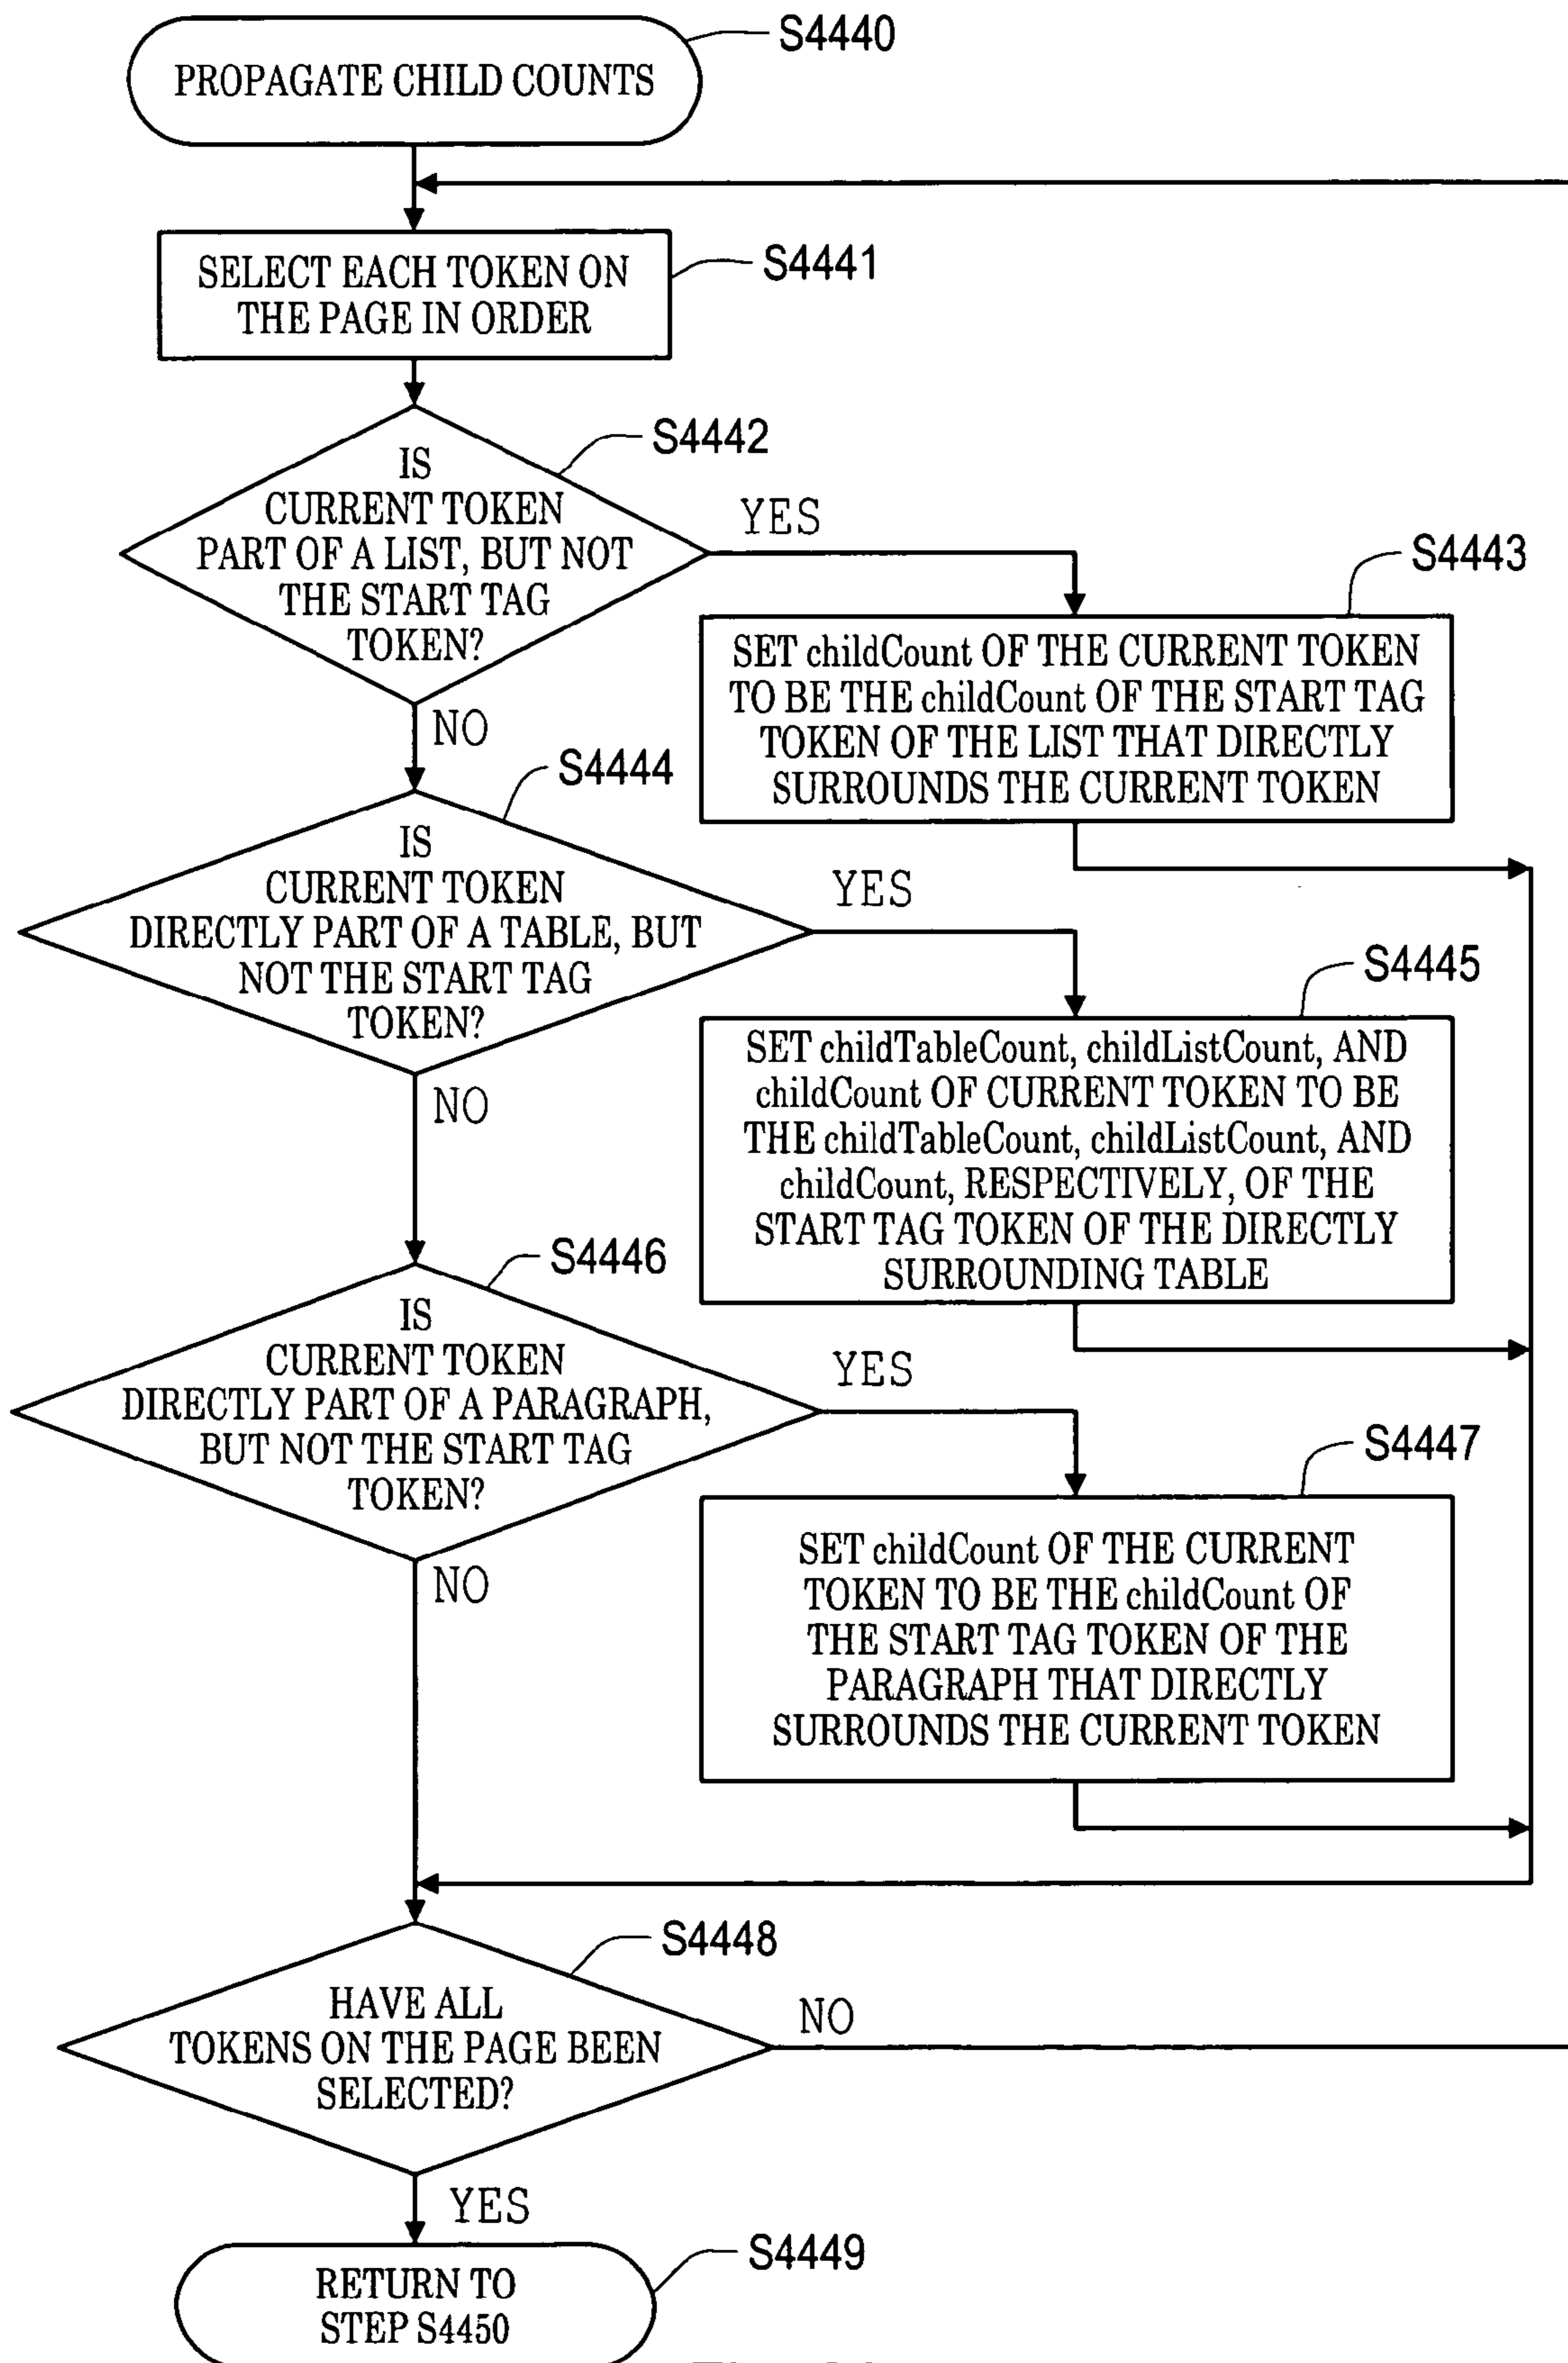 S4440
PROPAGATE CHILD COUNTS
S4441
SELECT EACH TOKEN ON
THE PAGE IN ORDER
S4442
IS
CURRENT TOKEN
PART OF A LIST, BUT NOT
THE START TAG
TOKEN?
YES
NO
S4443
SET childCount OF THE CURRENT TOKEN
TO BE THE childCount OF THE START TAG
TOKEN OF THE LIST THAT DIRECTLY
SURROUNDS THE CURRENT TOKEN
S4444
IS
CURRENT TOKEN
DIRECTLY PART OF A TABLE, BUT
NOT THE START TAG
TOKEN?
YES
NO
S4445
SET childTableCount, childListCount, AND
childCount OF CURRENT TOKEN TO BE
THE childTableCount, childListCount, AND
childCount, RESPECTIVELY, OF THE
START TAG TOKEN OF THE DIRECTLY
SURROUNDING TABLE
S4446
IS
CURRENT TOKEN
DIRECTLY PART OF A PARAGRAPH,
BUT NOT THE START TAG
TOKEN?
YES
NO
S4447
SET childCount OF THE CURRENT
TOKEN TO BE THE childCount OF
THE START TAG TOKEN OF THE
PARAGRAPH THAT DIRECTLY
SURROUNDS THE CURRENT TOKEN
S4448
HAVE ALL
TOKENS ON THE PAGE BEEN
SELECTED?
NO
YES
S4449
RETURN TO
STEP S4450